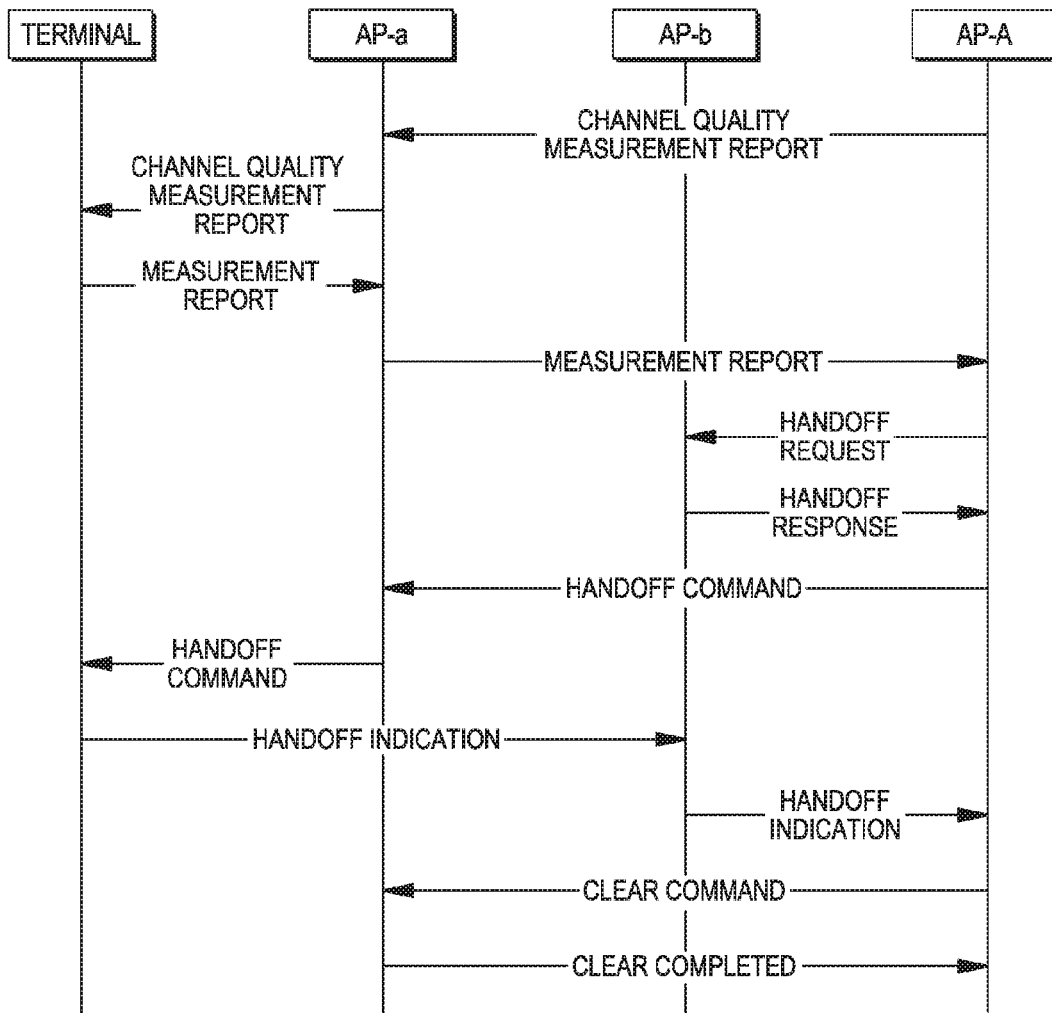 TERMINAL
AP-a
AP-b
AP-A
CHANNEL QUALITY
MEASUREMENT REPORT
CHANNEL QUALITY
MEASUREMENT
REPORT
MEASUREMENT
REPORT
MEASUREMENT REPORT
HANDOFF
REQUEST
HANDOFF
RESPONSE
HANDOFF COMMAND
HANDOFF
COMMAND
HANDOFF INDICATION
HANDOFF
INDICATION
CLEAR COMMAND
CLEAR COMPLETED